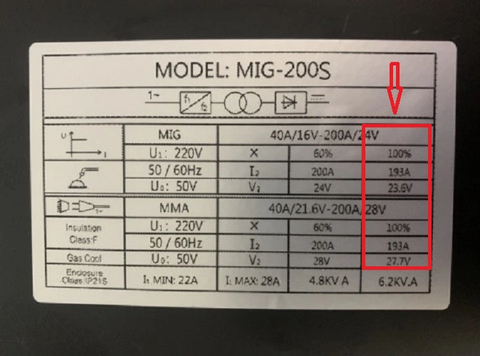 MODEL: MIG-200S
1~ f₁ f₂
U I MIG 40A/16V-200A/24V
U₁: 220V X 60% 100%
50 / 60Hz I₂ 200A 193A
U₀: 50V V₂ 24V 23.6V
1~ MMA 40A/21.6V-200A/28V
Insulation Class:F U₁: 220V X 60% 100%
50 / 60Hz I₂ 200A 193A
Gas Cool U₀: 50V V₂ 28V 27.7V
Enclosure Class:IP21S I₁ MIN: 22A I₁ MAX: 28A 4.8KV.A 6.2KV.A